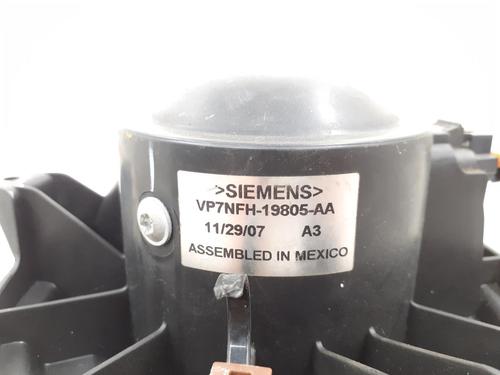 >SIEMENS>
VP7NFH-19805-AA
11/29/07 A3
ASSEMBLED IN MEXICO